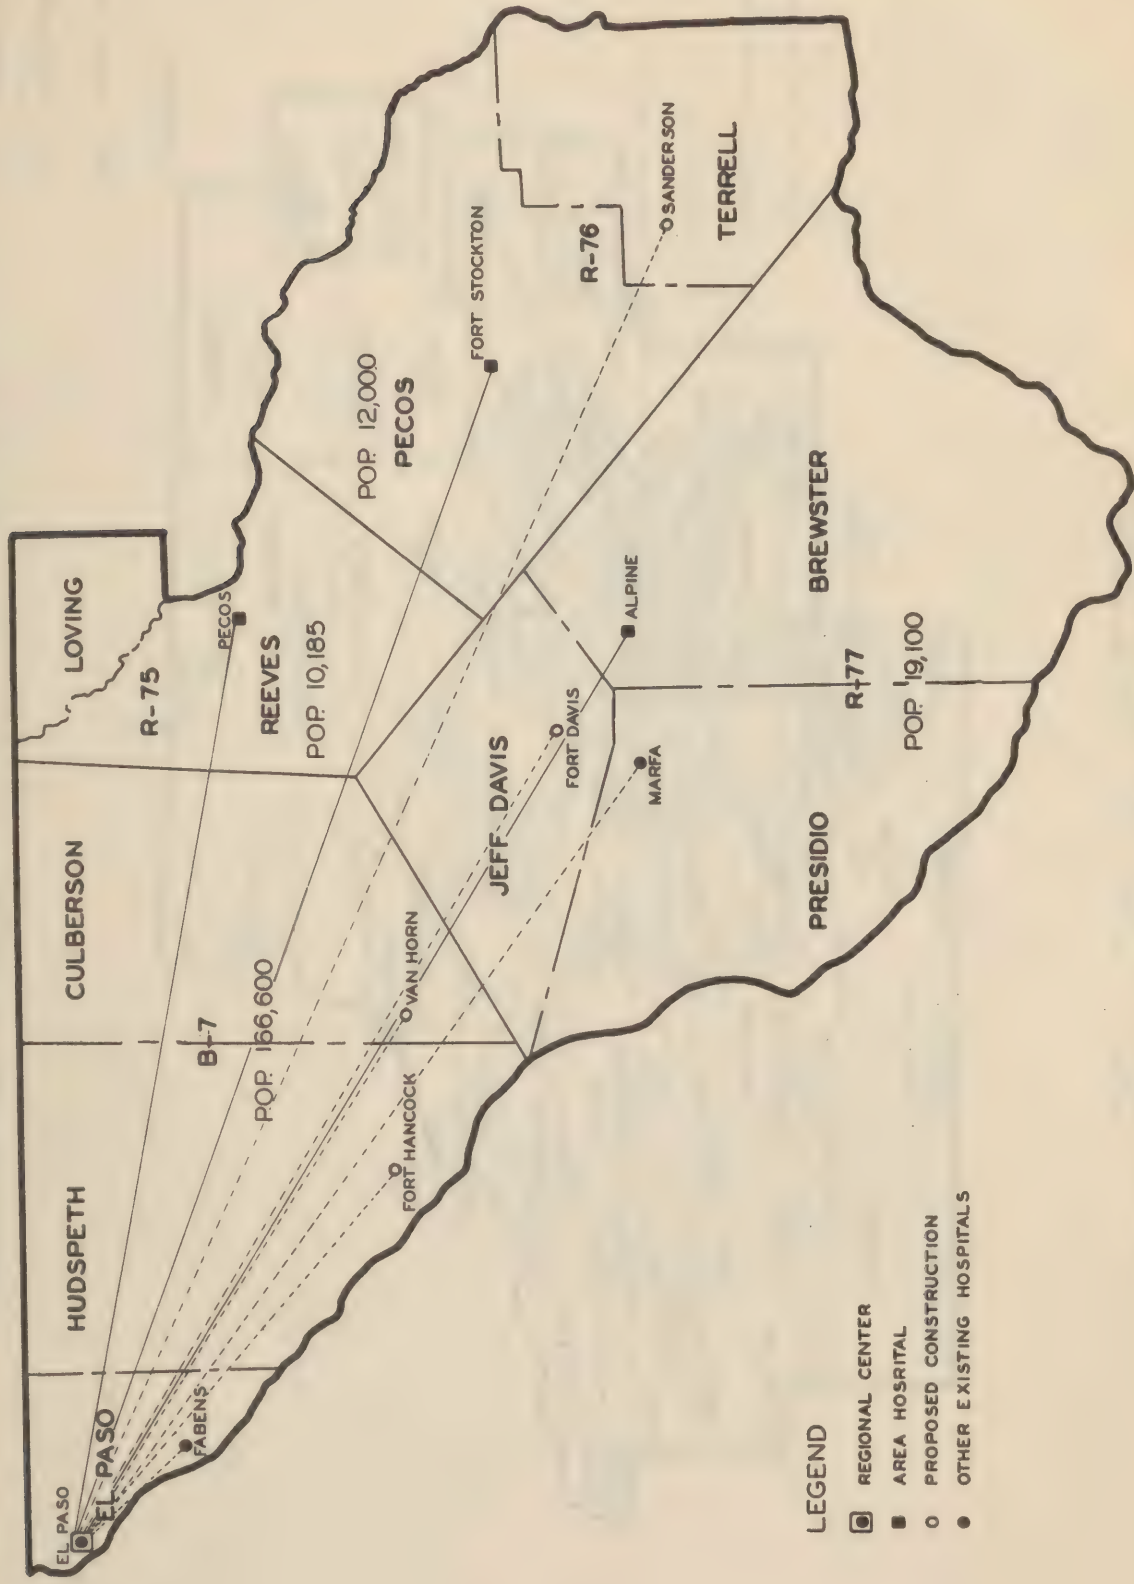 EL PASO
EL PASO
FABENS
HUDSPETH
FORT HANCOCK
CULBERSON
B-7
POP. 166,600
VAN HORN
LOVING
R-75
PECOS
REEVES
POP. 10,185
JEFF DAVIS
FORT DAVIS
MARFA
ALPINE
PRESIDIO
R-77
POP. 19,100
BREWSTER
POP. 12,000
PECOS
FORT STOCKTON
R-76
SANDERSON
TERRELL
LEGEND
REGIONAL CENTER
AREA HOSRITAL
PROPOSED CONSTRUCTION
OTHER EXISTING HOSPITALS